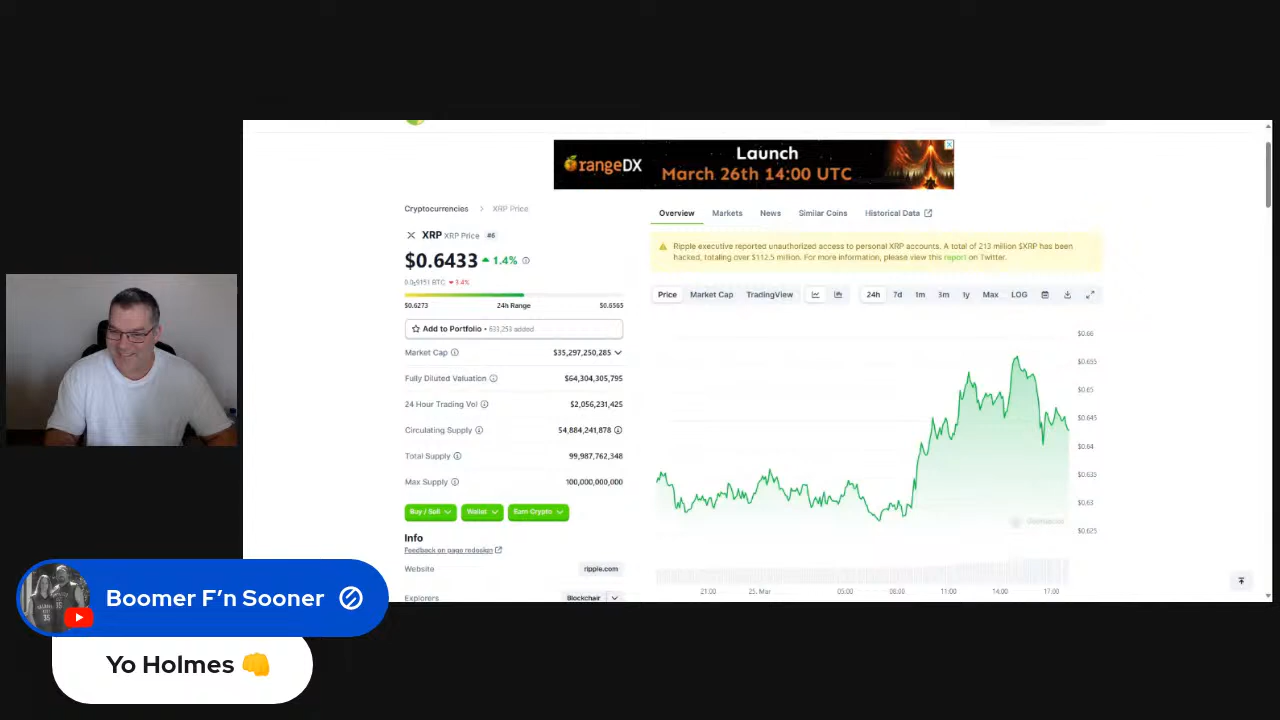 OrangeDX
Launch
March 26th 14:00 UTC
Cryptocurrencies > XRP Price
XRP XRP Price #6
$0.6433 1.4%
BTC
$0.6273 24h Range $0.6565
Add to Portfolio • 633,253 added
Market Cap $35,297,250,285
Fully Diluted Valuation $64,304,305,795
24 Hour Trading Vol $2,056,231,425
Circulating Supply 54,884,241,878
Total Supply 99,987,762,348
Max Supply 100,000,000,000
Buy / Sell Wallet Earn Crypto
Info
Feedback on page redesign
Website ripple.com
Explorers Blockchair
Overview Markets News Similar Coins Historical Data
Ripple executive reported unauthorized access to personal XRP accounts. A total of 213 million $XRP has been
hacked, totaling over $112.5 million. For more information, please view this report on Twitter.
Price Market Cap TradingView 24h 7d 1m 3m 1y Max LOG
$0.66
$0.655
$0.65
$0.645
$0.64
$0.635
$0.63
$0.625
21:00 25. Mar 05:00 08:00 11:00 14:00 17:00
Boomer F’n Sooner
Yo Holmes 👊